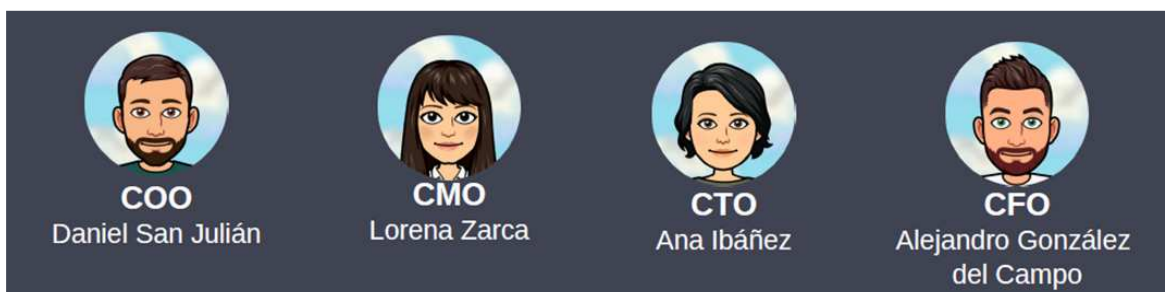 COO
Daniel San Julián
CMO
Lorena Zarca
CTO
Ana Ibáñez
CFO
Alejandro González
del Campo